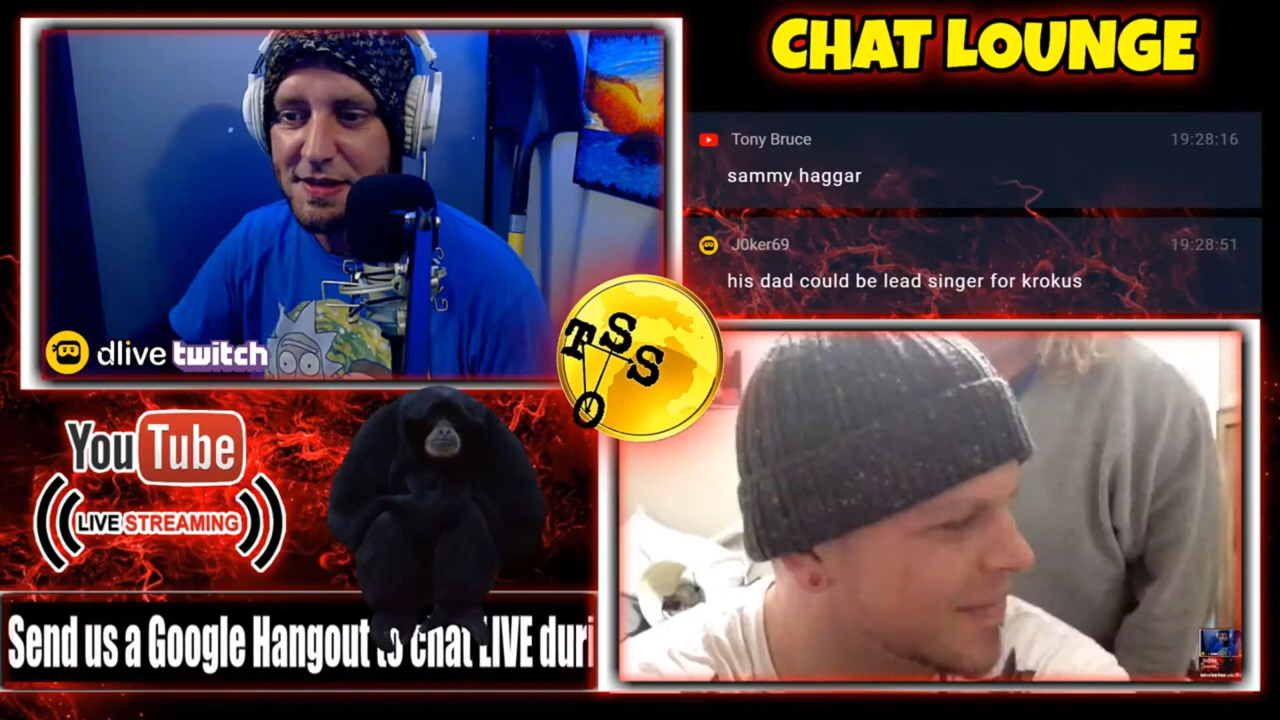 CHAT LOUNGE
Tony Bruce 19:28:16
sammy haggar
J0ker69 19:28:51
his dad could be lead singer for krokus
dlive twitch
TSS
YouTube
LIVE STREAMING
Send us a Google Hangout to chat LIVE duri